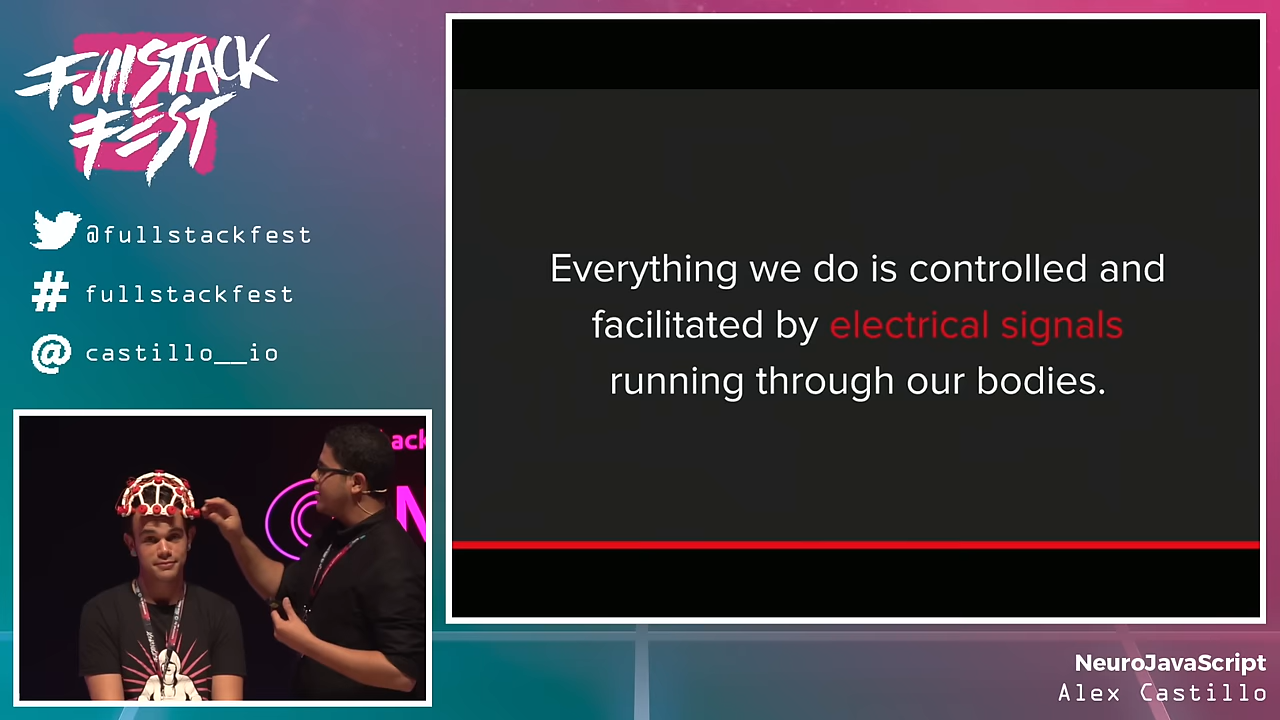 FullStack
Fest
@fullstackfest
# fullstackfest
@ castillo__io
Everything we do is controlled and
facilitated by electrical signals
running through our bodies.
ack
NeuroJavaScript
Alex Castillo